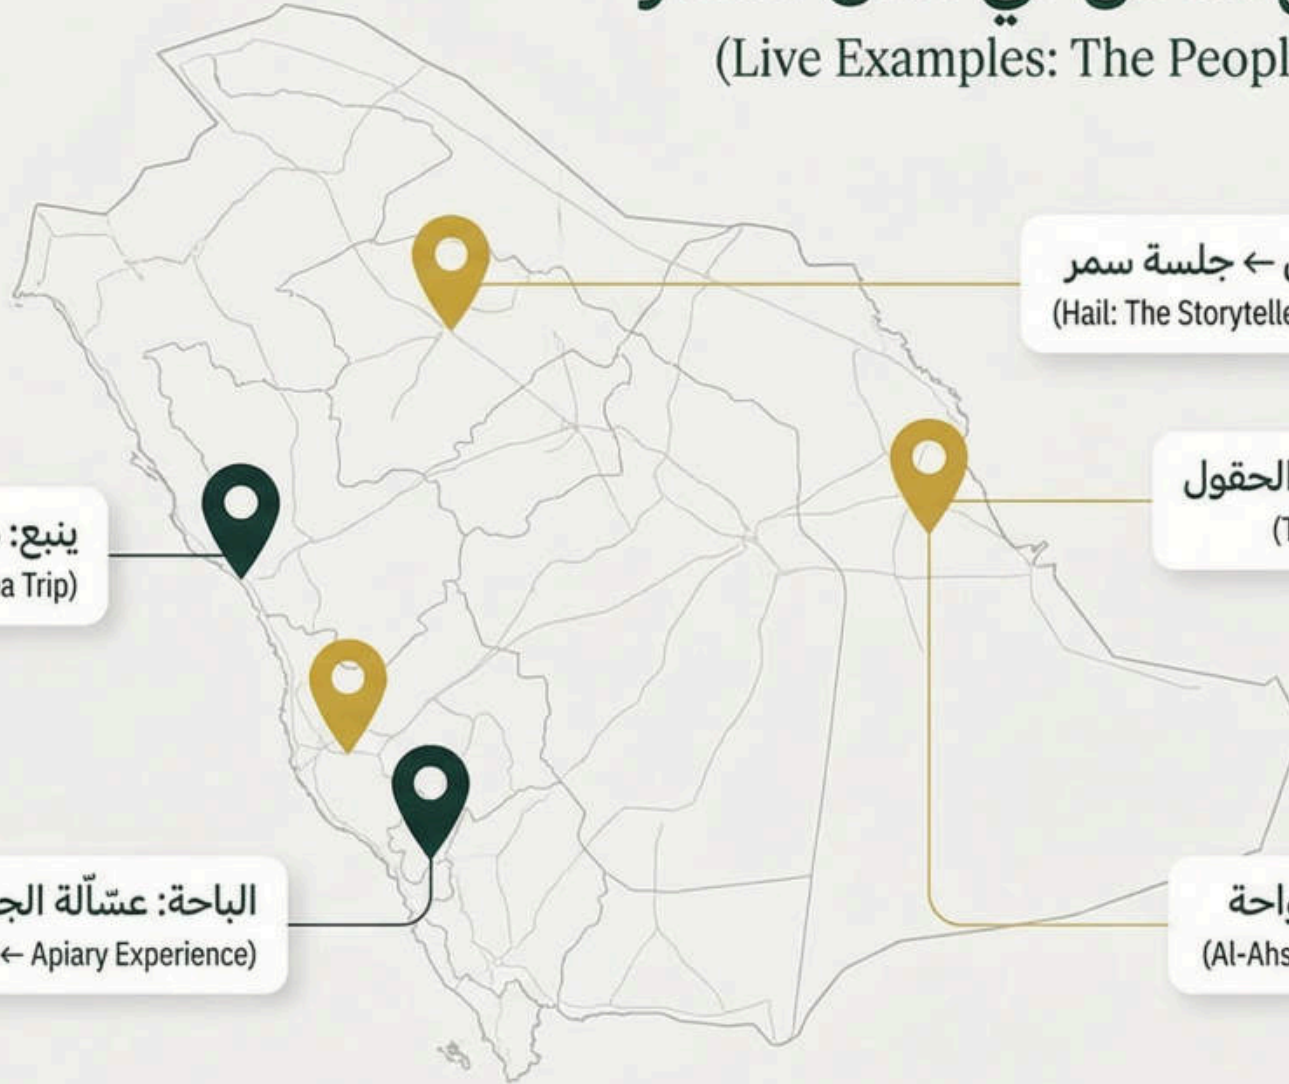 (Live Examples: The Peopl
← جلسة سمر
(Hail: The Storytelle
الحقول
ينبع:
a Trip)
الباحة: عسّالة الج
← Apiary Experience)
واحة
(Al-Ahs